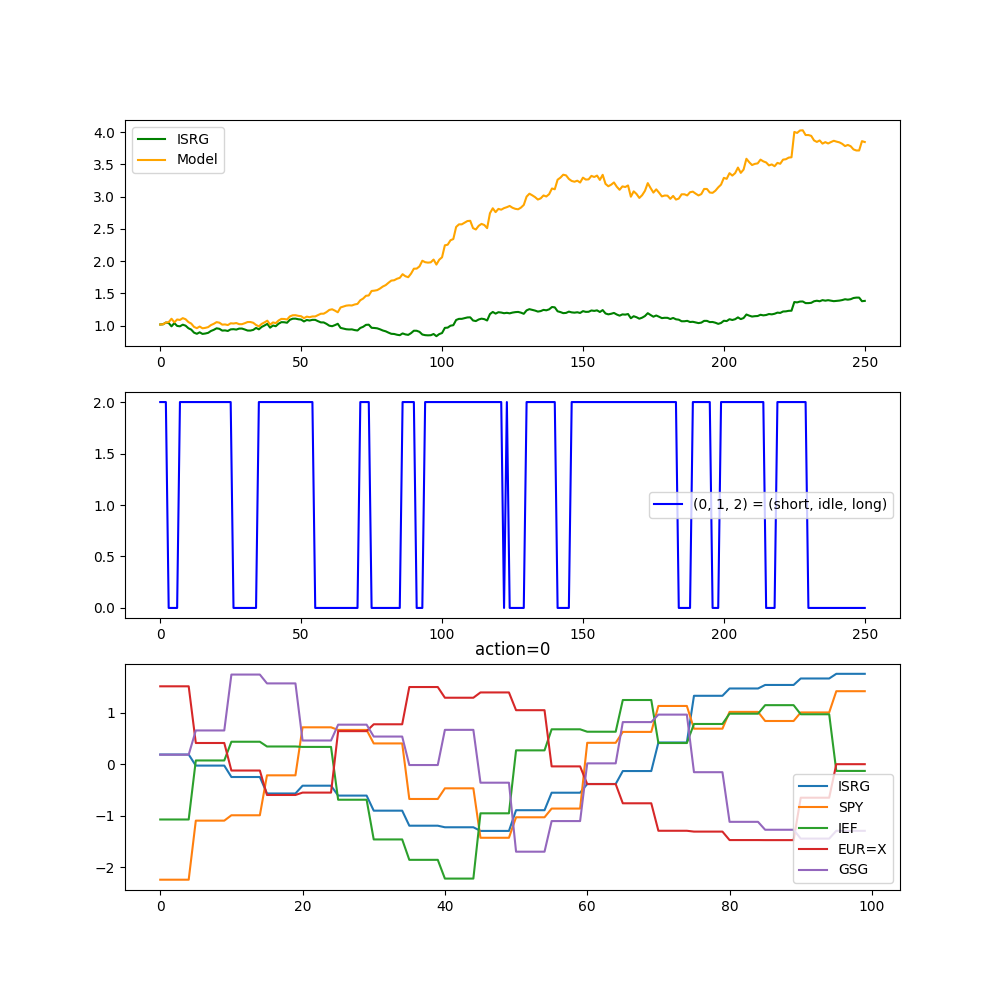 4.0
3.5
3.0
2.5
2.0
1.5
1.0
ISRG
Model
0 50 100 150 200 250
2.0
1.5
1.0
0.5
0.0
(0, 1, 2) = (short, idle, long)
0 50 100 150 200 250
action=0
1
0
−1
−2
ISRG
SPY
IEF
EUR=X
GSG
0 20 40 60 80 100